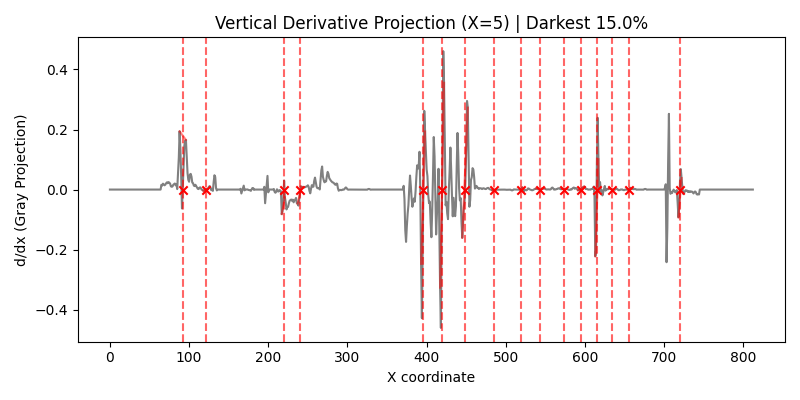 Vertical Derivative Projection (X=5) | Darkest 15.0%
d/dx (Gray Projection)
0.4
0.2
0.0
−0.2
−0.4
0 100 200 300 400 500 600 700 800
X coordinate